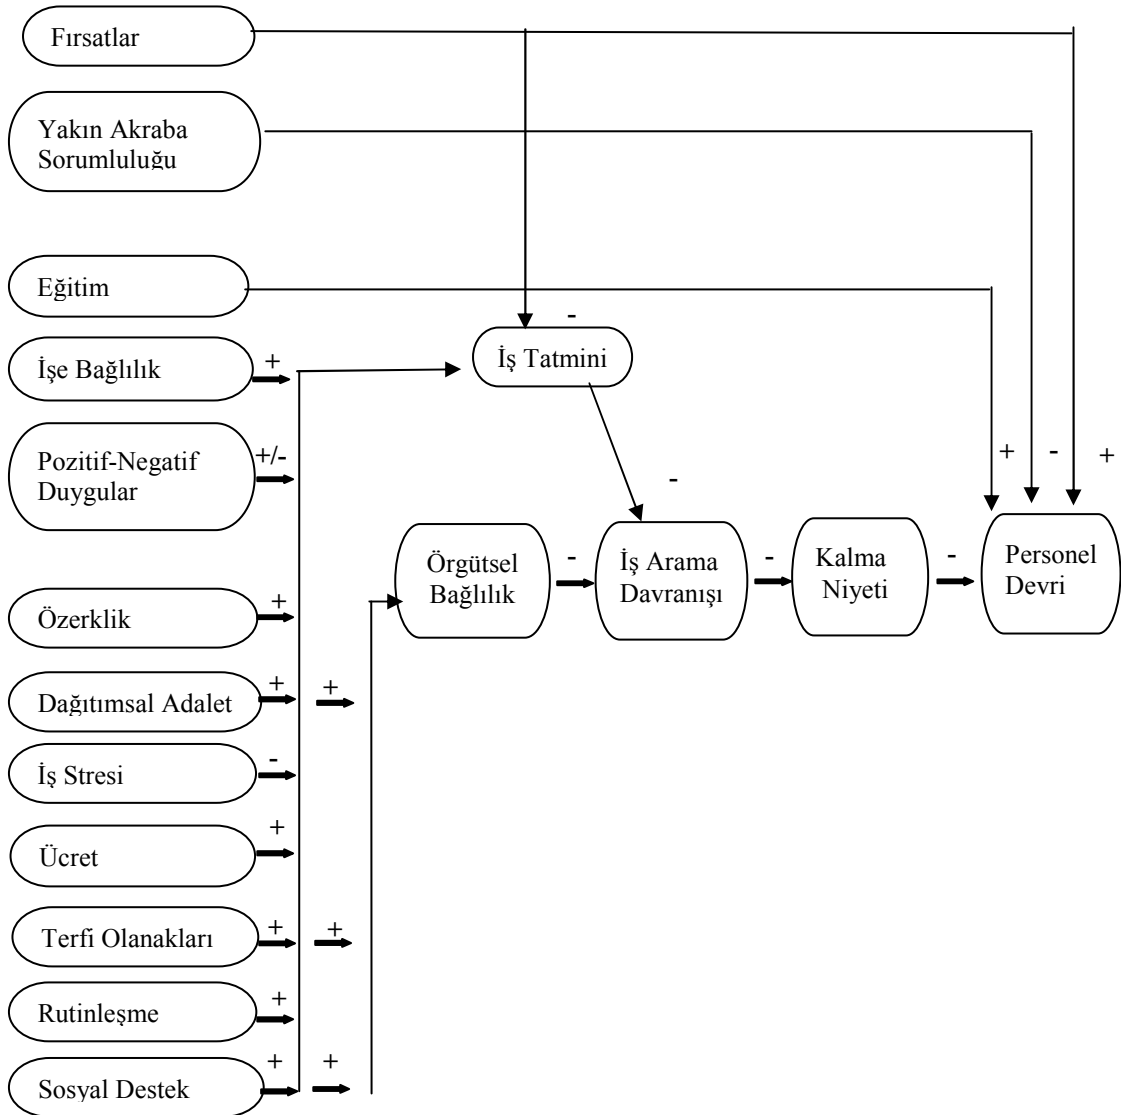 Fırsatlar
Yakın Akraba
Sorumluluğu
Eğitim
-
İşe Bağlılık
+
İş Tatmini
Pozitif-Negatif
Duygular
+/-
+
-
+
-
Örgütsel
Bağlılık
-
İş Arama
Davranışı
-
Kalma
Niyeti
-
Personel
Devri
Özerklik
+
Dağıtımsal Adalet
+
+
İş Stresi
-
Ücret
+
Terfi Olanakları
+
+
Rutinleşme
+
Sosyal Destek
+
+